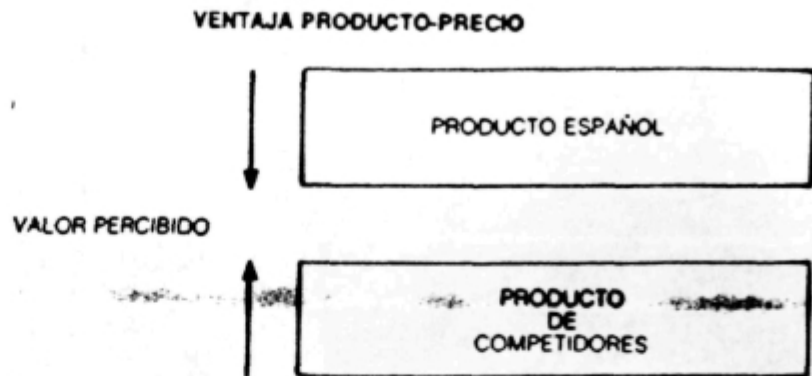 VENTAJA PRODUCTO-PRECIO
PRODUCTO ESPAÑOL
VALOR PERCIBIDO
PRODUCTO
DE
COMPETIDORES